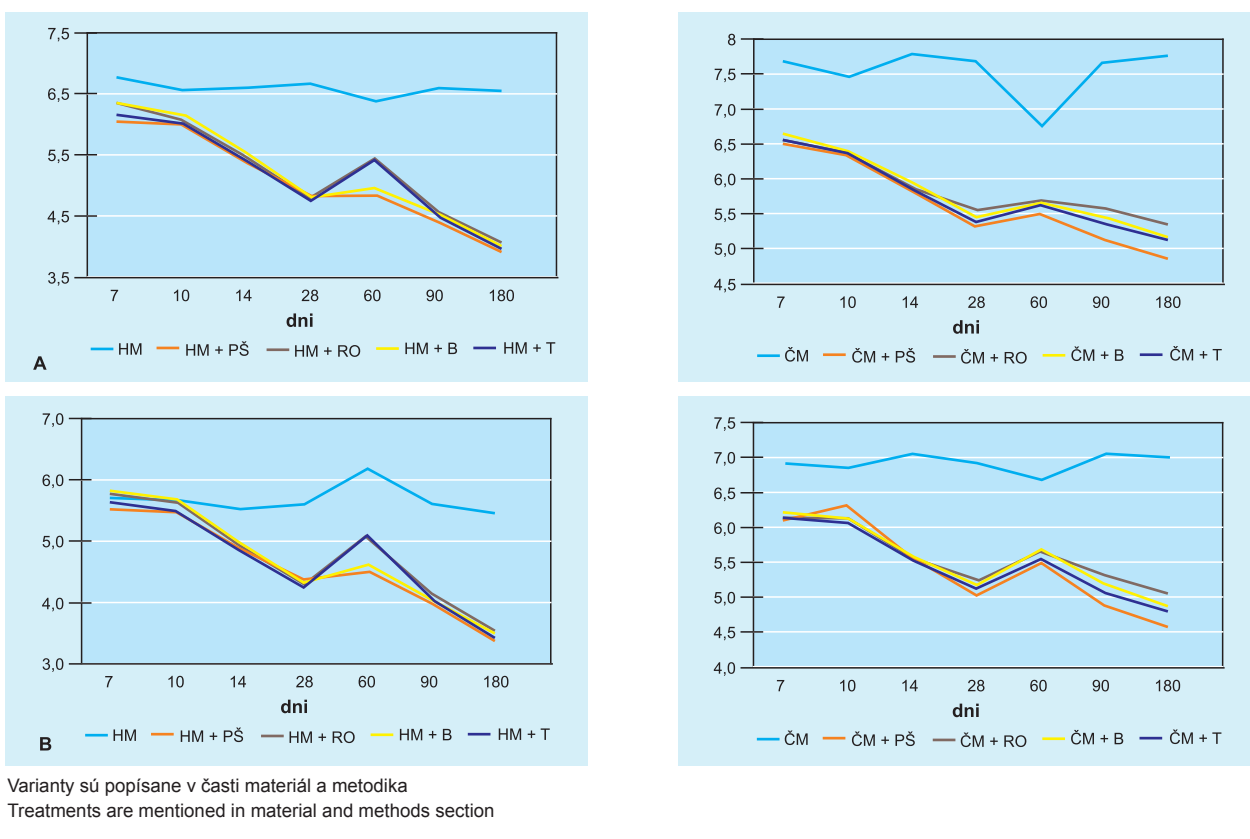 7,5
6,5
5,5
4,5
3,5
7 10 14 28 60 90 180
dni
HM HM + PŠ HM + RO HM + B HM + T
A
8
7,5
7,0
6,5
6,0
5,5
5,0
4,5
7 10 14 28 60 90 180
dni
ČM ČM + PŠ ČM + RO ČM + B ČM + T
7,0
6,0
5,0
4,0
3,0
7 10 14 28 60 90 180
dni
HM HM + PŠ HM + RO HM + B HM + T
B
7,5
7,0
6,5
6,0
5,5
5,0
4,5
4,0
7 10 14 28 60 90 180
dni
ČM ČM + PŠ ČM + RO ČM + B ČM + T
Varianty sú popísane v časti materiál a metodika
Treatments are mentioned in material and methods section